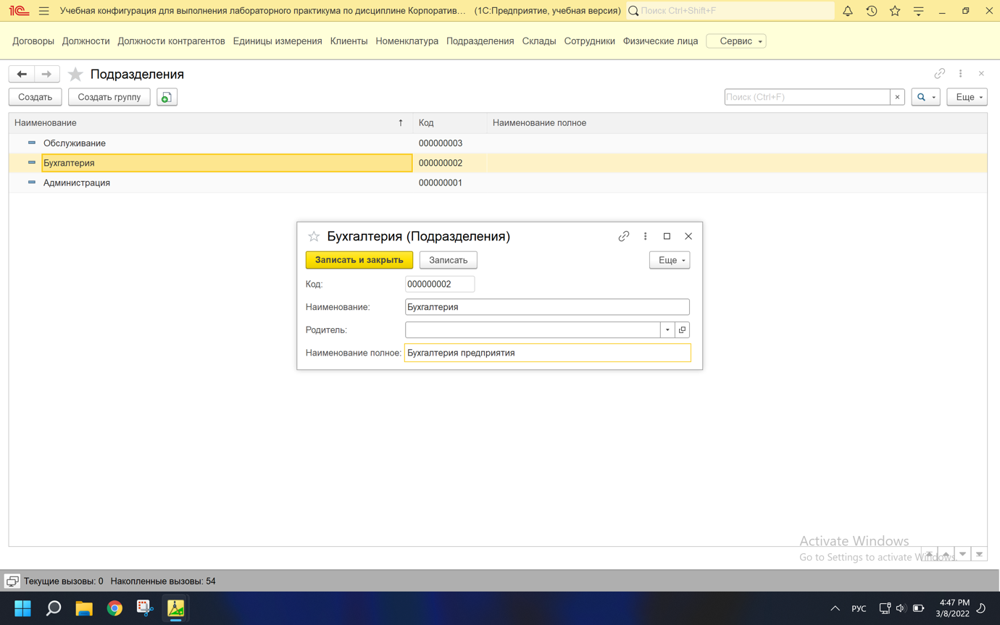 1С Учебная конфигурация для выполнения лабораторного практикума по дисциплине Корпоратив… (1С:Предприятие, учебная версия) Поиск Ctrl+Shift+F
Договоры Должности Должности контрагентов Единицы измерения Клиенты Номенклатура Подразделения Склады Сотрудники Физические лица Сервис
Подразделения
Создать Создать группу Поиск (Ctrl+F) × Еще
Наименование ↑ Код Наименование полное
Обслуживание 000000003
Бухгалтерия 000000002
Администрация 000000001
Бухгалтерия (Подразделения)
Записать и закрыть Записать Еще
Код: 000000002
Наименование: Бухгалтерия
Родитель:
Наименование полное: Бухгалтерия предприятия
Activate Windows
Go to Settings to activate Windows.
Текущие вызовы: 0 Накопленные вызовы: 54
РУС 4:47 PM
3/8/2022